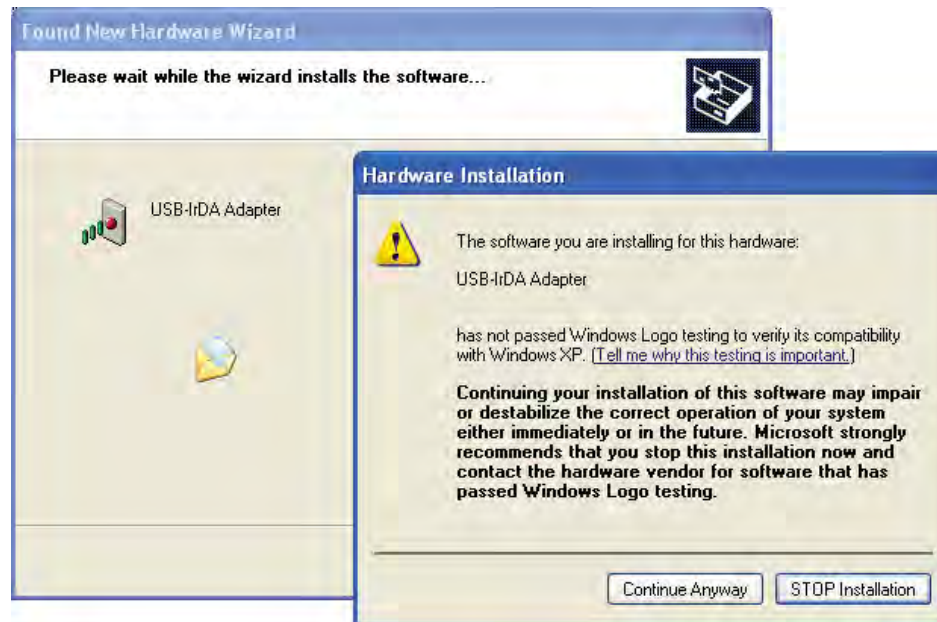 Found New Hardware Wizard
Please wait while the wizard installs the software...
USB-IrDA Adapter
Hardware Installation
The software you are installing for this hardware:
USB-IrDA Adapter
has not passed Windows Logo testing to verify its compatibility
with Windows XP. (Tell me why this testing is important.)
Continuing your installation of this software may impair
or destabilize the correct operation of your system
either immediately or in the future. Microsoft strongly
recommends that you stop this installation now and
contact the hardware vendor for software that has
passed Windows Logo testing.
Continue Anyway
STOP Installation